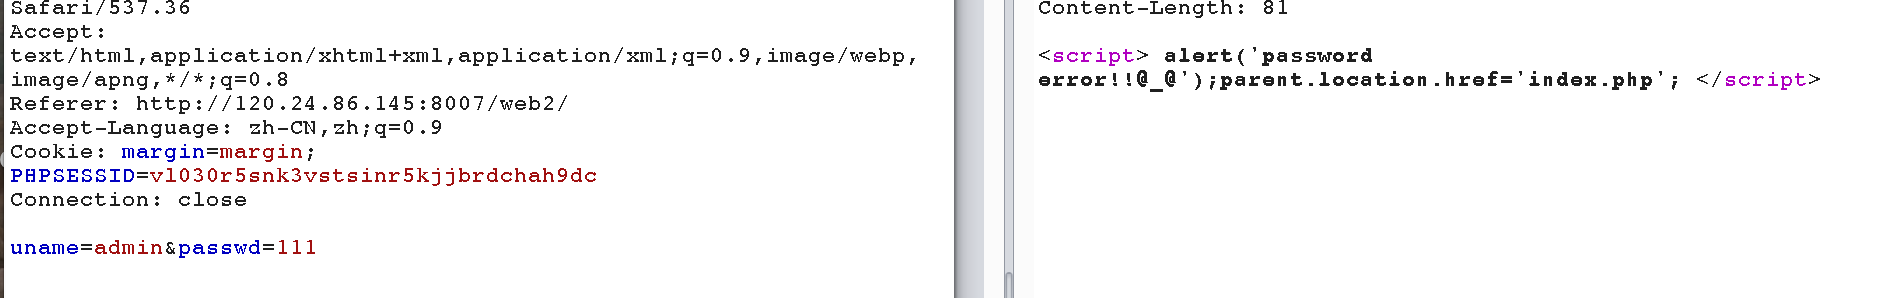 Safari/537.36
Accept:
text/html,application/xhtml+xml,application/xml;q=0.9,image/webp,
image/apng,*/*;q=0.8
Referer: http://120.24.86.145:8007/web2/
Accept-Language: zh-CN,zh;q=0.9
Cookie: margin=margin;
PHPSESSID=vl030r5snk3vstsinr5kjjbrdchah9dc
Connection: close
uname=admin&passwd=111
Content-Length: 81
<script> alert('password
error!!@_@');parent.location.href='index.php'; </script>